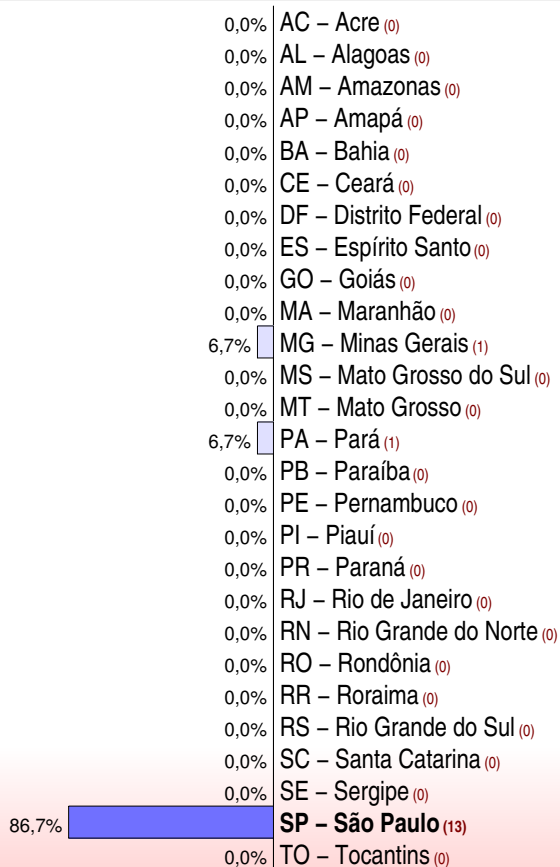 0,0% AC – Acre (0)
0,0% AL – Alagoas (0)
0,0% AM – Amazonas (0)
0,0% AP – Amapá (0)
0,0% BA – Bahia (0)
0,0% CE – Ceará (0)
0,0% DF – Distrito Federal (0)
0,0% ES – Espírito Santo (0)
0,0% GO – Goiás (0)
0,0% MA – Maranhão (0)
6,7% MG – Minas Gerais (1)
0,0% MS – Mato Grosso do Sul (0)
0,0% MT – Mato Grosso (0)
6,7% PA – Pará (1)
0,0% PB – Paraíba (0)
0,0% PE – Pernambuco (0)
0,0% PI – Piauí (0)
0,0% PR – Paraná (0)
0,0% RJ – Rio de Janeiro (0)
0,0% RN – Rio Grande do Norte (0)
0,0% RO – Rondônia (0)
0,0% RR – Roraima (0)
0,0% RS – Rio Grande do Sul (0)
0,0% SC – Santa Catarina (0)
0,0% SE – Sergipe (0)
86,7% SP – São Paulo (13)
0,0% TO – Tocantins (0)